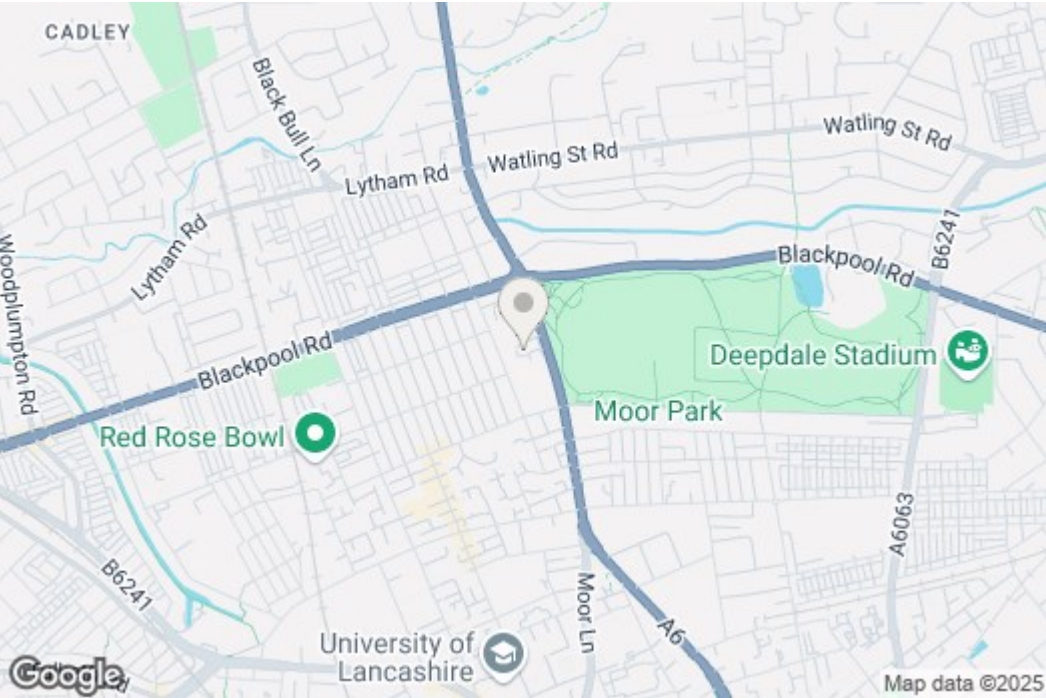 CADLEY
Black Bull Ln
Watling St Rd
Watling St Rd
Lytham Rd
Lytham Rd
B6241
Woodplumpton Rd
Blackpool Rd
Blackpool Rd
Deepdale Stadium
Moor Park
Red Rose Bowl
A6063
B6241
Moor Ln
A6
University of
Lancashire
Google
Map data ©2025